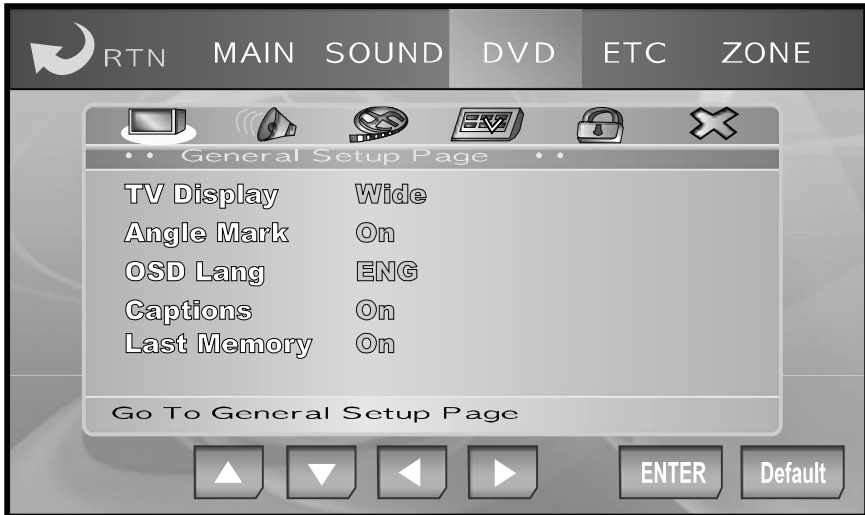 RTN MAIN SOUND DVD ETC ZONE
General Setup Page
TV Display Wide
Angle Mark On
OSD Lang ENG
Captions On
Last Memory On
Go To General Setup Page
ENTER Default